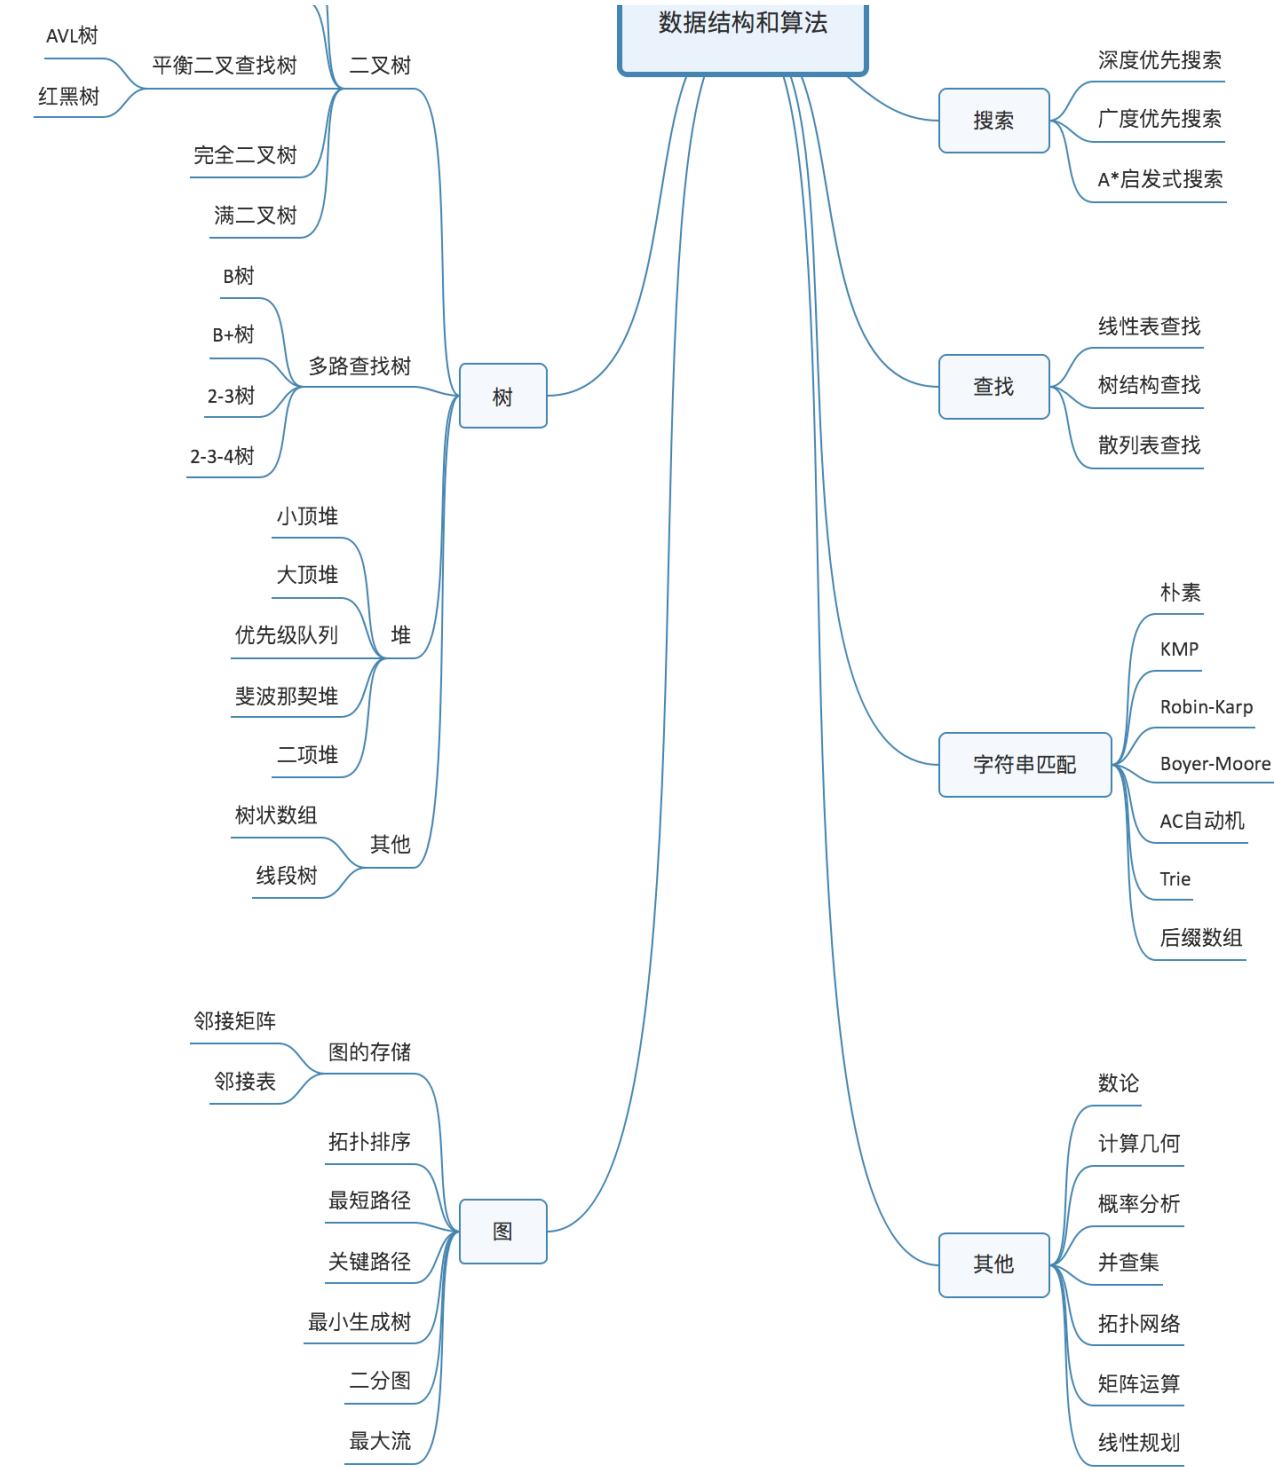 数据结构和算法
AVL树
红黑树
平衡二叉查找树
二叉树
完全二叉树
满二叉树
B树
B+树
2-3树
2-3-4树
多路查找树
树
小顶堆
大顶堆
优先级队列
斐波那契堆
二项堆
堆
树状数组
线段树
其他
邻接矩阵
邻接表
图的存储
拓扑排序
最短路径
关键路径
最小生成树
二分图
最大流
图
搜索
深度优先搜索
广度优先搜索
A*启发式搜索
查找
线性表查找
树结构查找
散列表查找
字符串匹配
朴素
KMP
Robin-Karp
Boyer-Moore
AC自动机
Trie
后缀数组
其他
数论
计算几何
概率分析
并查集
拓扑网络
矩阵运算
线性规划